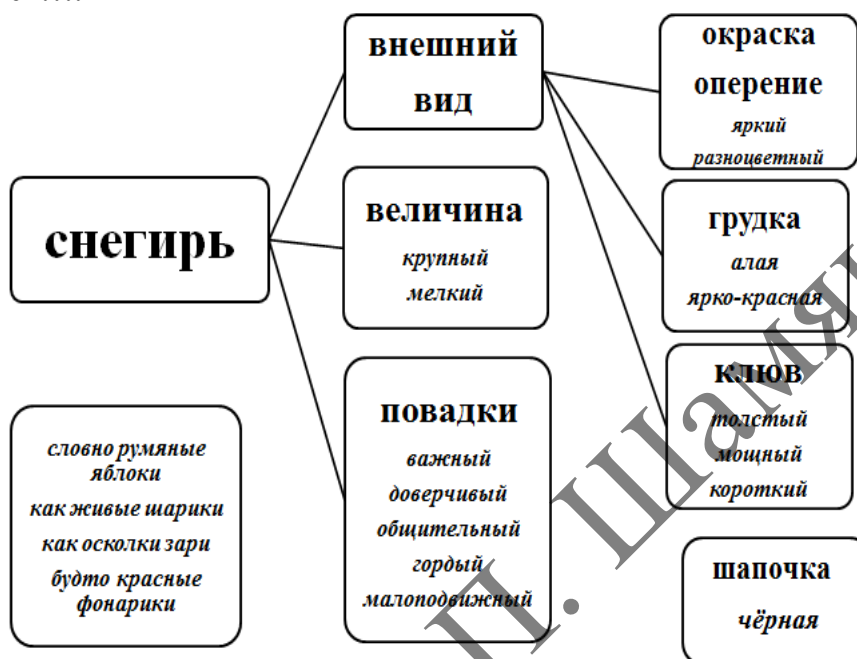 внешний
вид
окраска
оперение
яркий
разноцветный
снегирь
величина
крупный
мелкий
грудка
алая
ярко-красная
повадки
важный
доверчивый
общительный
гордый
малоподвижный
клюв
толстый
мощный
короткий
словно румяные
яблоки
как живые шарики
как осколки зари
будто красные
фонарики
шапочка
чёрная
П. Шамя